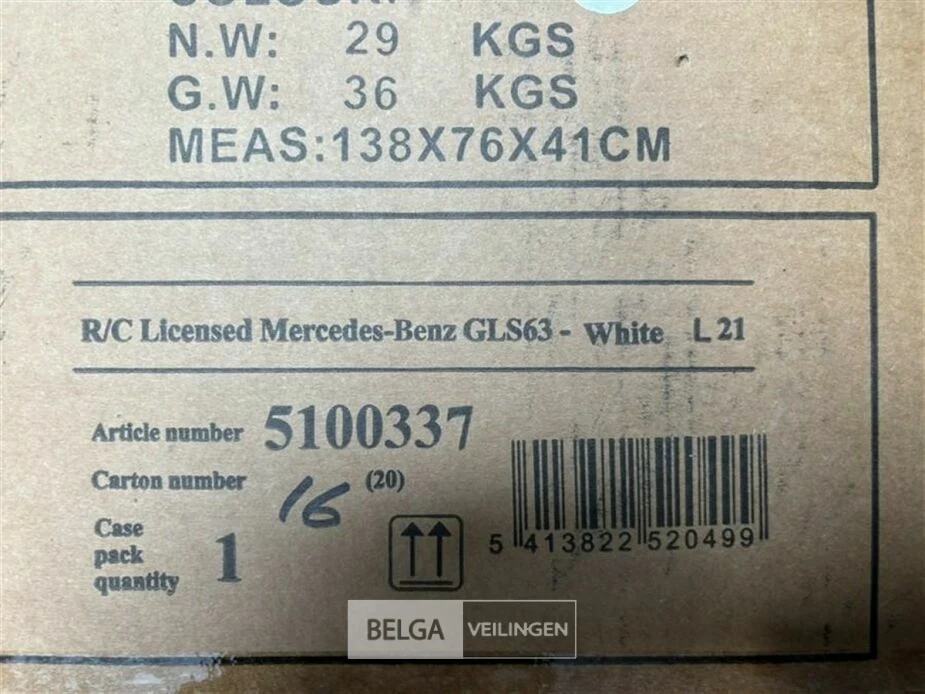 N.W: 29 KGS
G.W: 36 KGS
MEAS:138X76X41CM
R/C Licensed Mercedes-Benz GLS63 - White L 21
Article number 5100337
Carton number 16 (20)
Case
pack
quantity 1
5 413822 520499
BELGA VEILINGEN